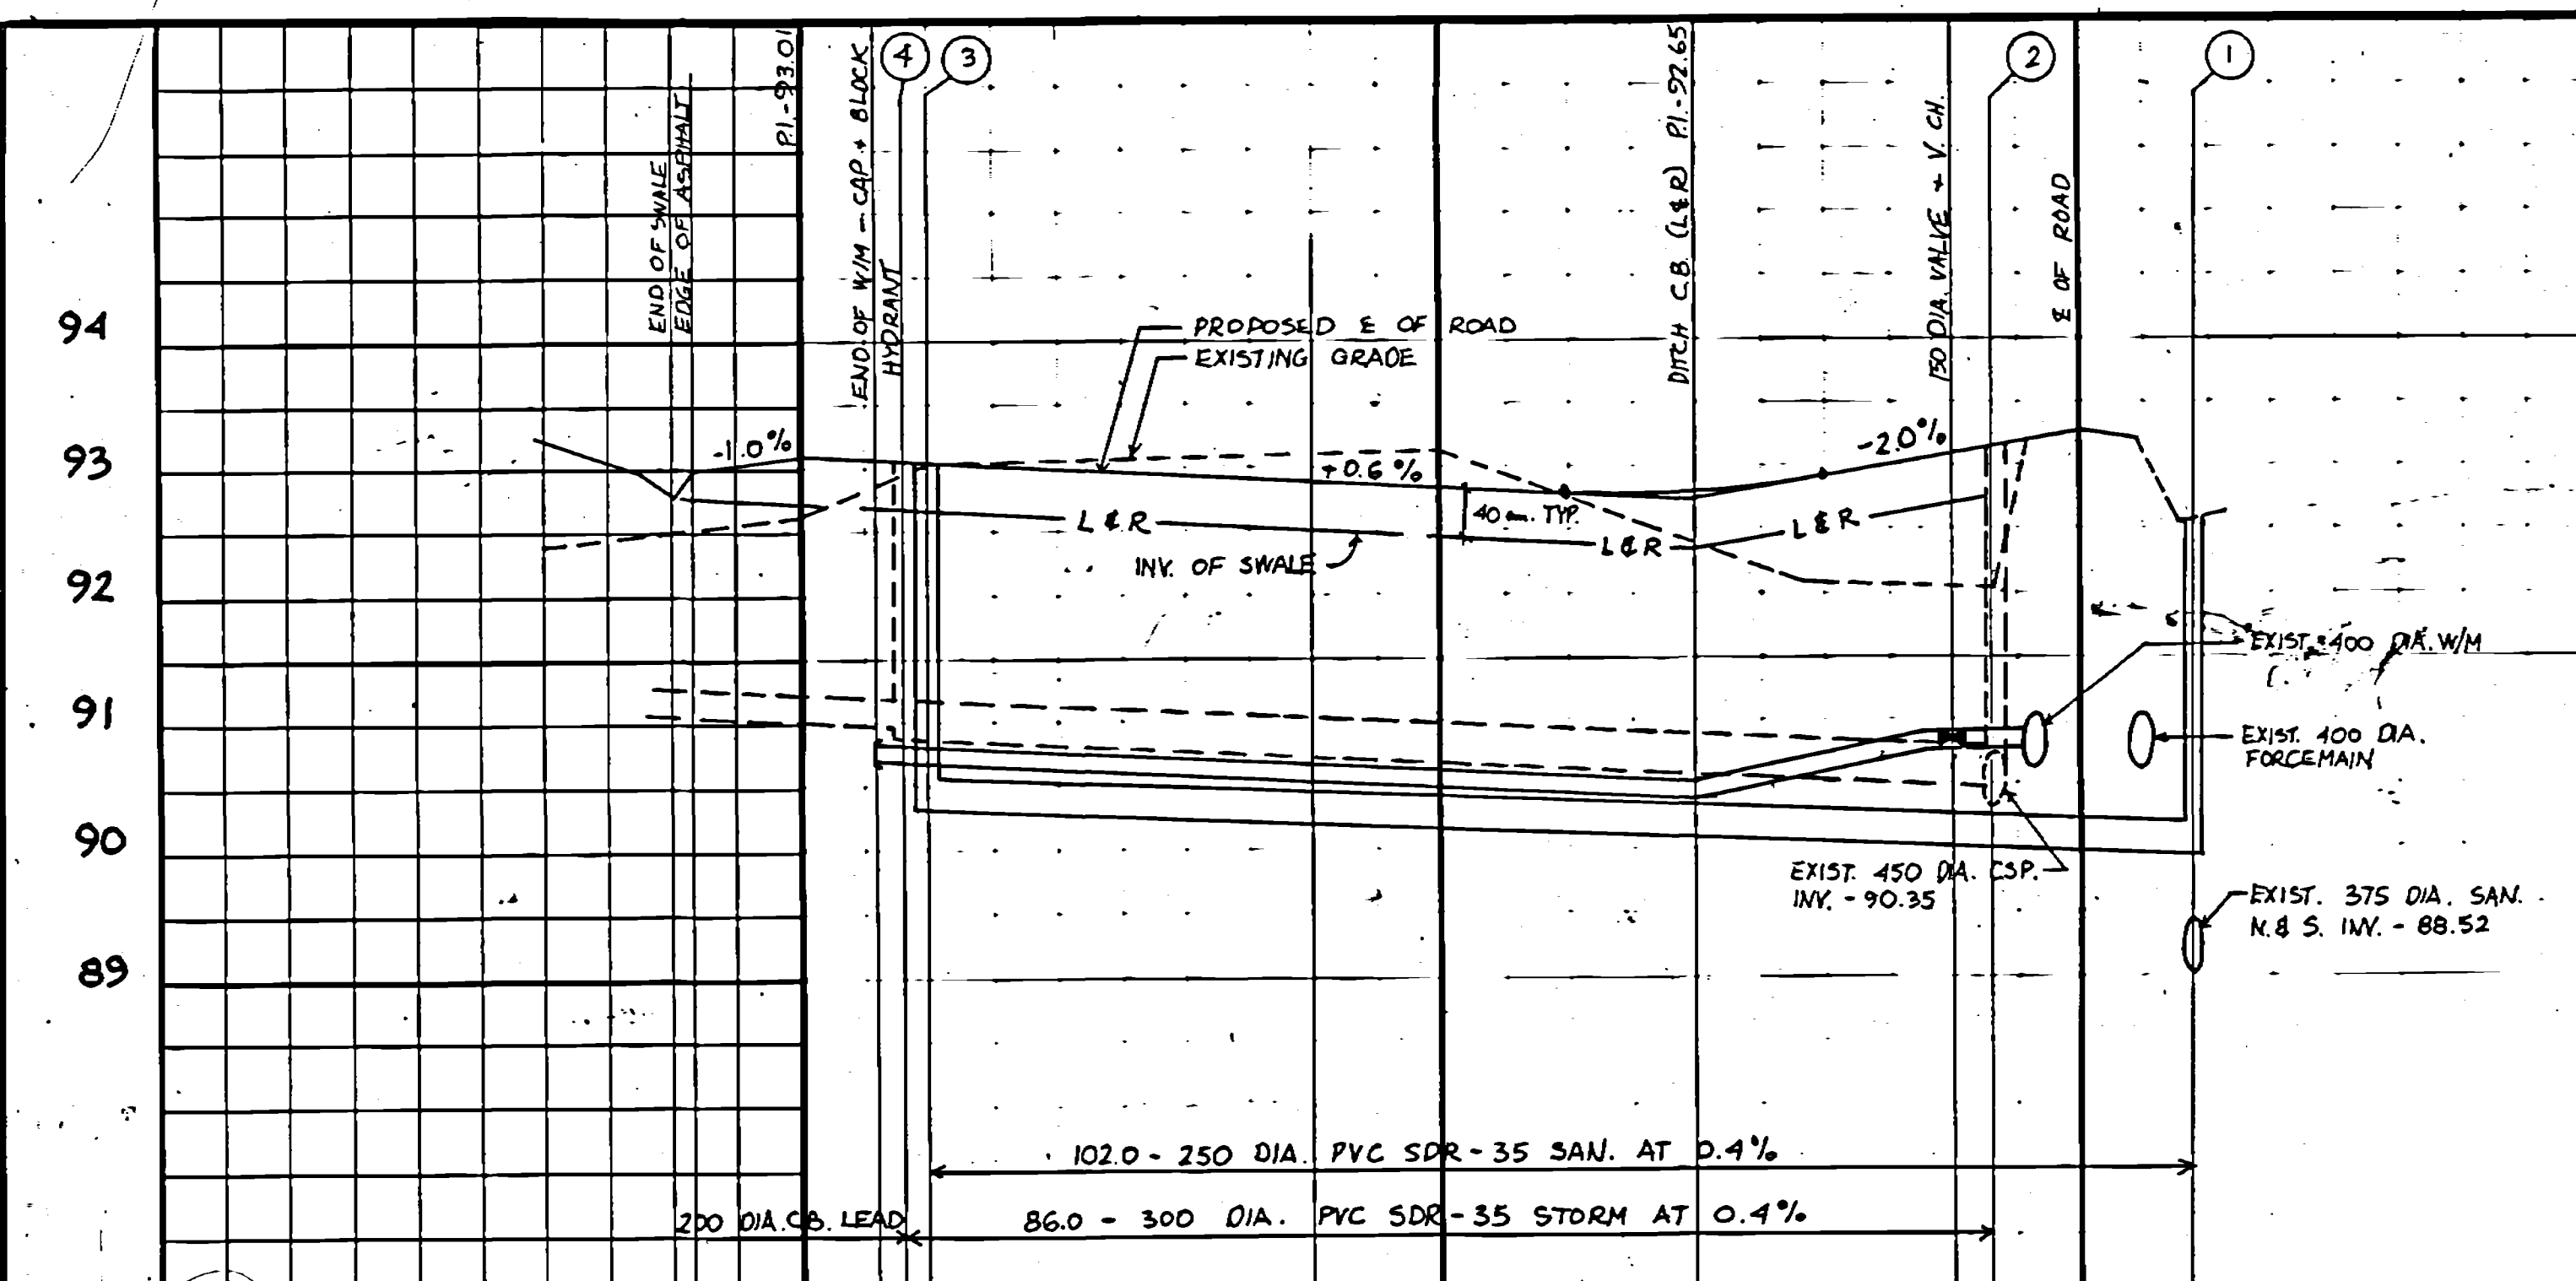 4
3
2
1
P.I.-93.01
END OF W/M - CAP. + BLOCK
HYDRANT
END OF SWALE
EDGE OF ASPHALT
DITCH C.B. (L&R) P.I.-92.65
150 DIA. VALVE + V. CH.
℄ OF ROAD
94
PROPOSED ℄ OF ROAD
EXISTING GRADE
93
-1.0%
+0.6%
-2.0%
L & R
40 cm. TYP.
L & R
L & R
INV. OF SWALE
92
EXIST. 400 DIA. W/M
91
EXIST. 400 DIA.
FORCEMAIN
90
EXIST. 450 DIA. CSP.
INV. - 90.35
EXIST. 375 DIA. SAN.
N. & S. INV. - 88.52
89
102.0 - 250 DIA. PVC SDR-35 SAN. AT 0.4%
200 DIA. C.B. LEAD
86.0 - 300 DIA. PVC SDR-35 STORM AT 0.4%